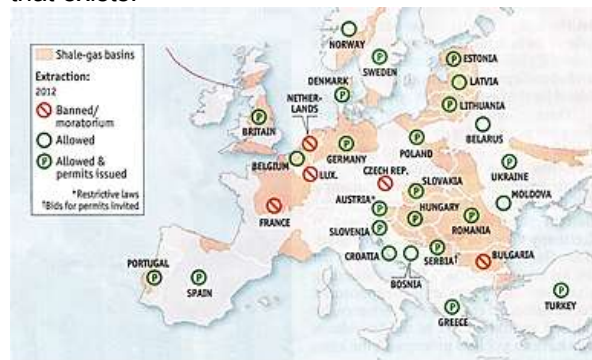 that exists.
Shale-gas basins
Extraction:
2012
Banned/
moratorium
Allowed
P Allowed &
permits issued
*Restrictive laws
†Bids for permits invited
NORWAY
SWEDEN
P ESTONIA
LATVIA
P LITHUANIA
DENMARK
NETHER-
LANDS
P
BRITAIN
BELARUS
BELGIUM
P
GERMANY
P
POLAND
LUX.
CZECH REP.
P
UKRAINE
P SLOVAKIA
MOLDOVA
FRANCE
AUSTRIA* P
P HUNGARY
P
ROMANIA
SLOVENIA P
CROATIA
BOSNIA
P
SERBIA†
BULGARIA
PORTUGAL
P
P
SPAIN
P
GREECE
P
TURKEY